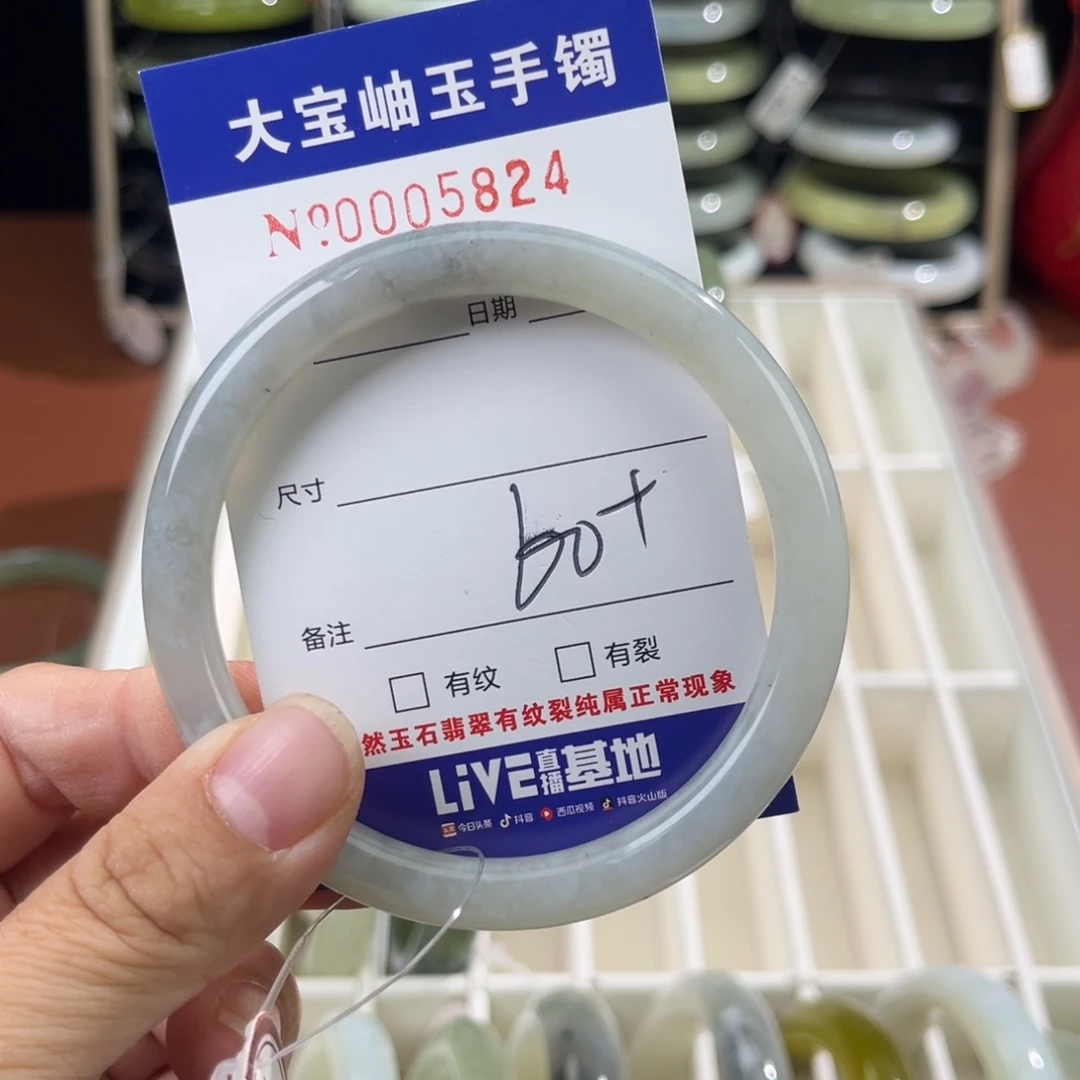 大宝岫玉手镯
Nº0005824
日期
尺寸
60+
备注
有纹 有裂
然玉石翡翠有纹裂纯属正常现象
LiVE直播基地
今日头条 抖音 西瓜视频 抖音火山版